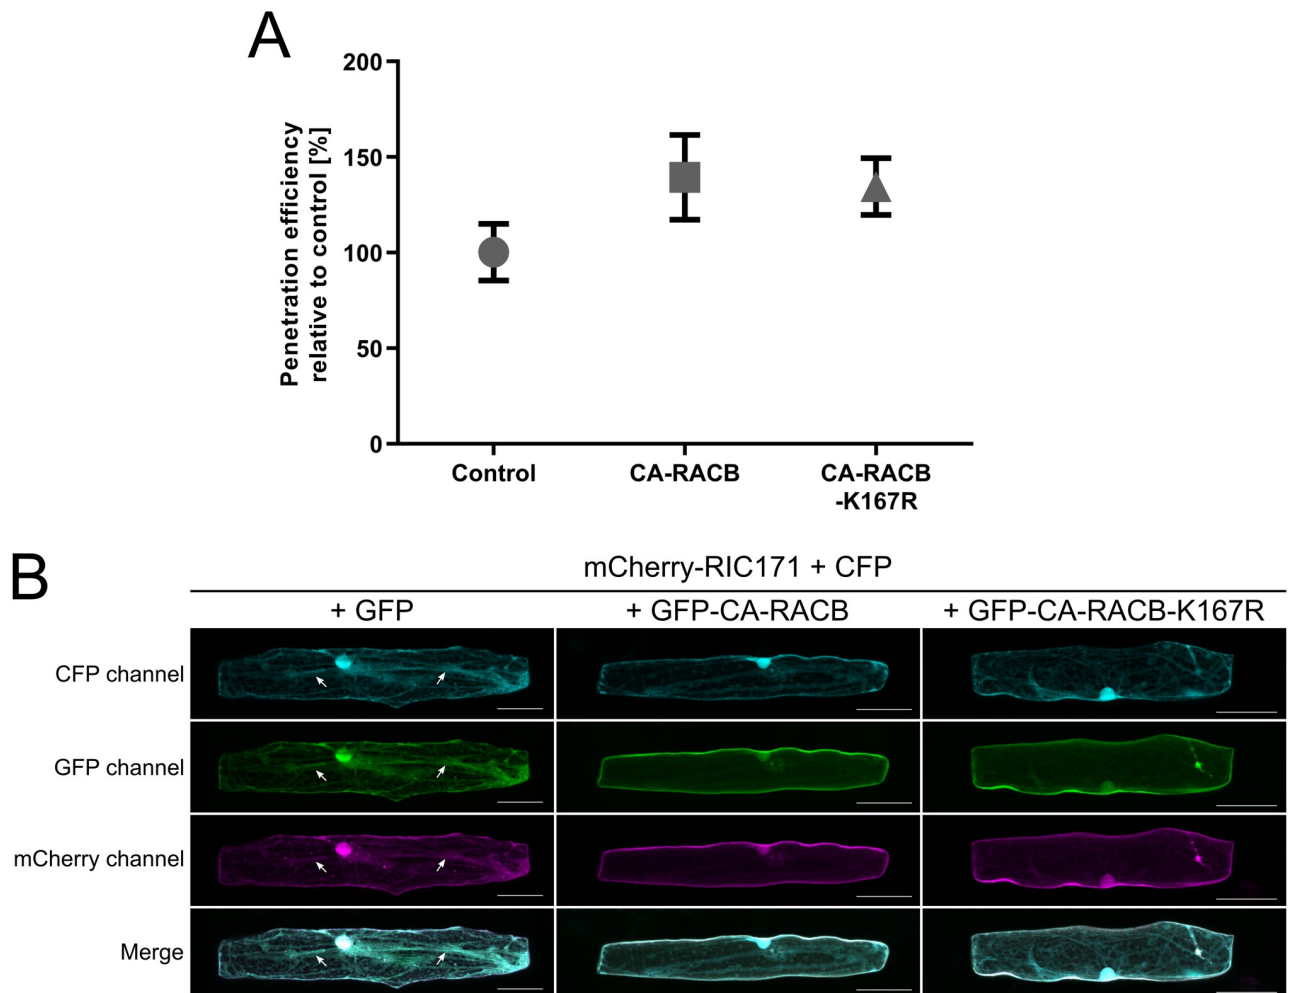 A
200
150
100
50
0
Penetration efficiency
relative to control [%]
Control
CA-RACB
CA-RACB
-K167R
B
mCherry-RIC171 + CFP
+ GFP
+ GFP-CA-RACB
+ GFP-CA-RACB-K167R
CFP channel
GFP channel
mCherry channel
Merge